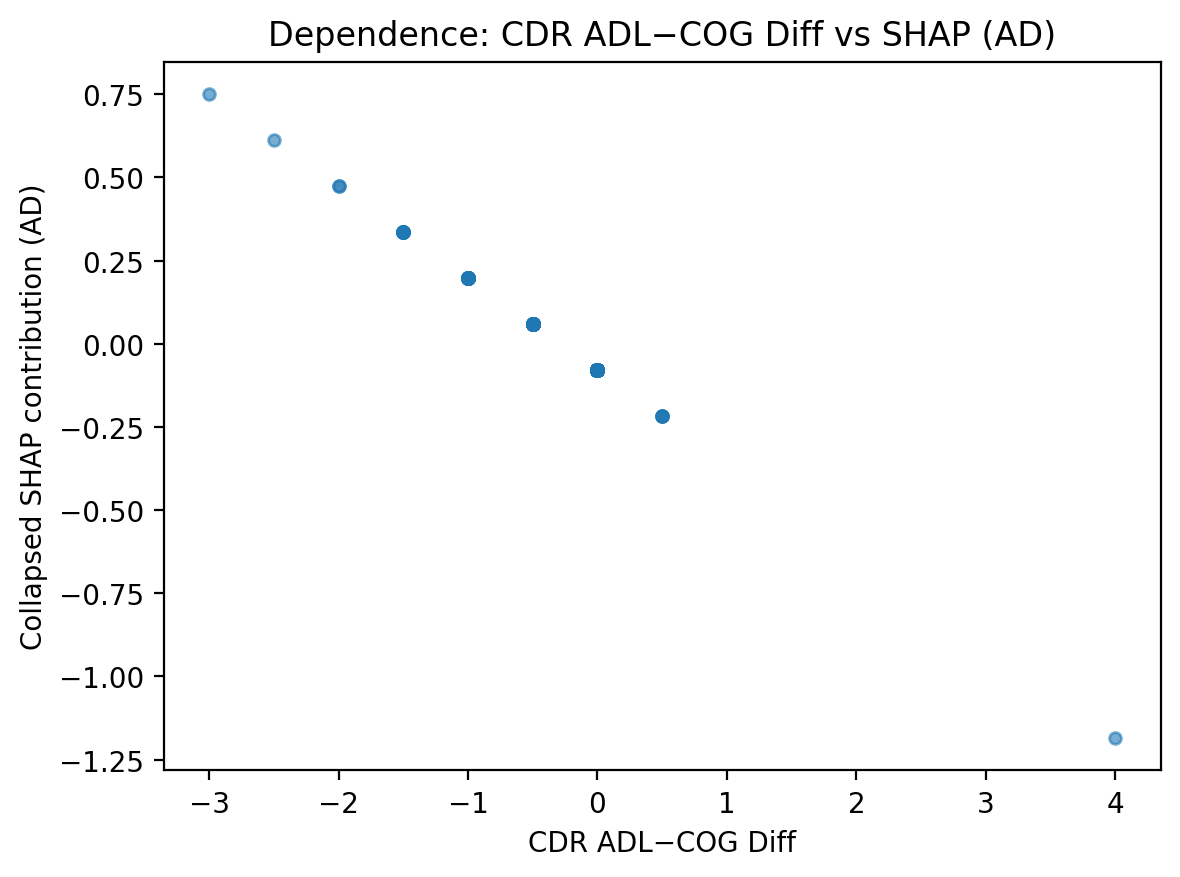 Dependence: CDR ADL−COG Diff vs SHAP (AD)
Collapsed SHAP contribution (AD)
0.75
0.50
0.25
0.00
−0.25
−0.50
−0.75
−1.00
−1.25
−3 −2 −1 0 1 2 3 4
CDR ADL−COG Diff